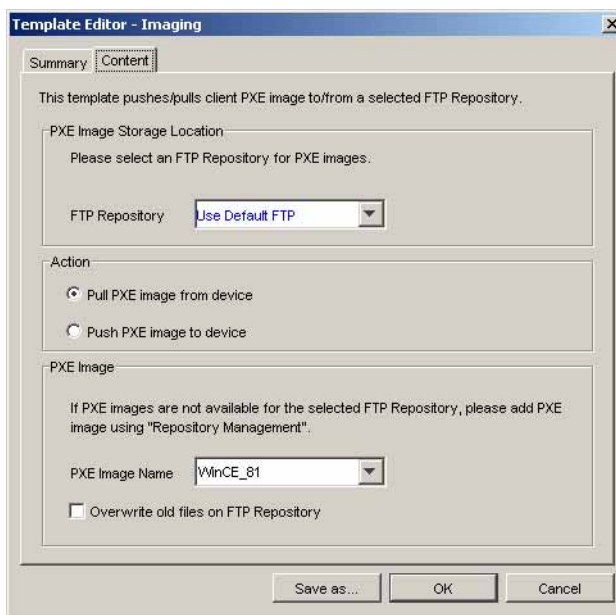 Template Editor - Imaging
Summary
Content
This template pushes/pulls client PXE image to/from a selected FTP Repository.
PXE Image Storage Location
Please select an FTP Repository for PXE images.
FTP Repository
Use Default FTP
Action
Pull PXE image from device
Push PXE image to device
PXE Image
If PXE images are not available for the selected FTP Repository, please add PXE
image using "Repository Management".
PXE Image Name
WinCE_81
Overwrite old files on FTP Repository
Save as...
OK
Cancel